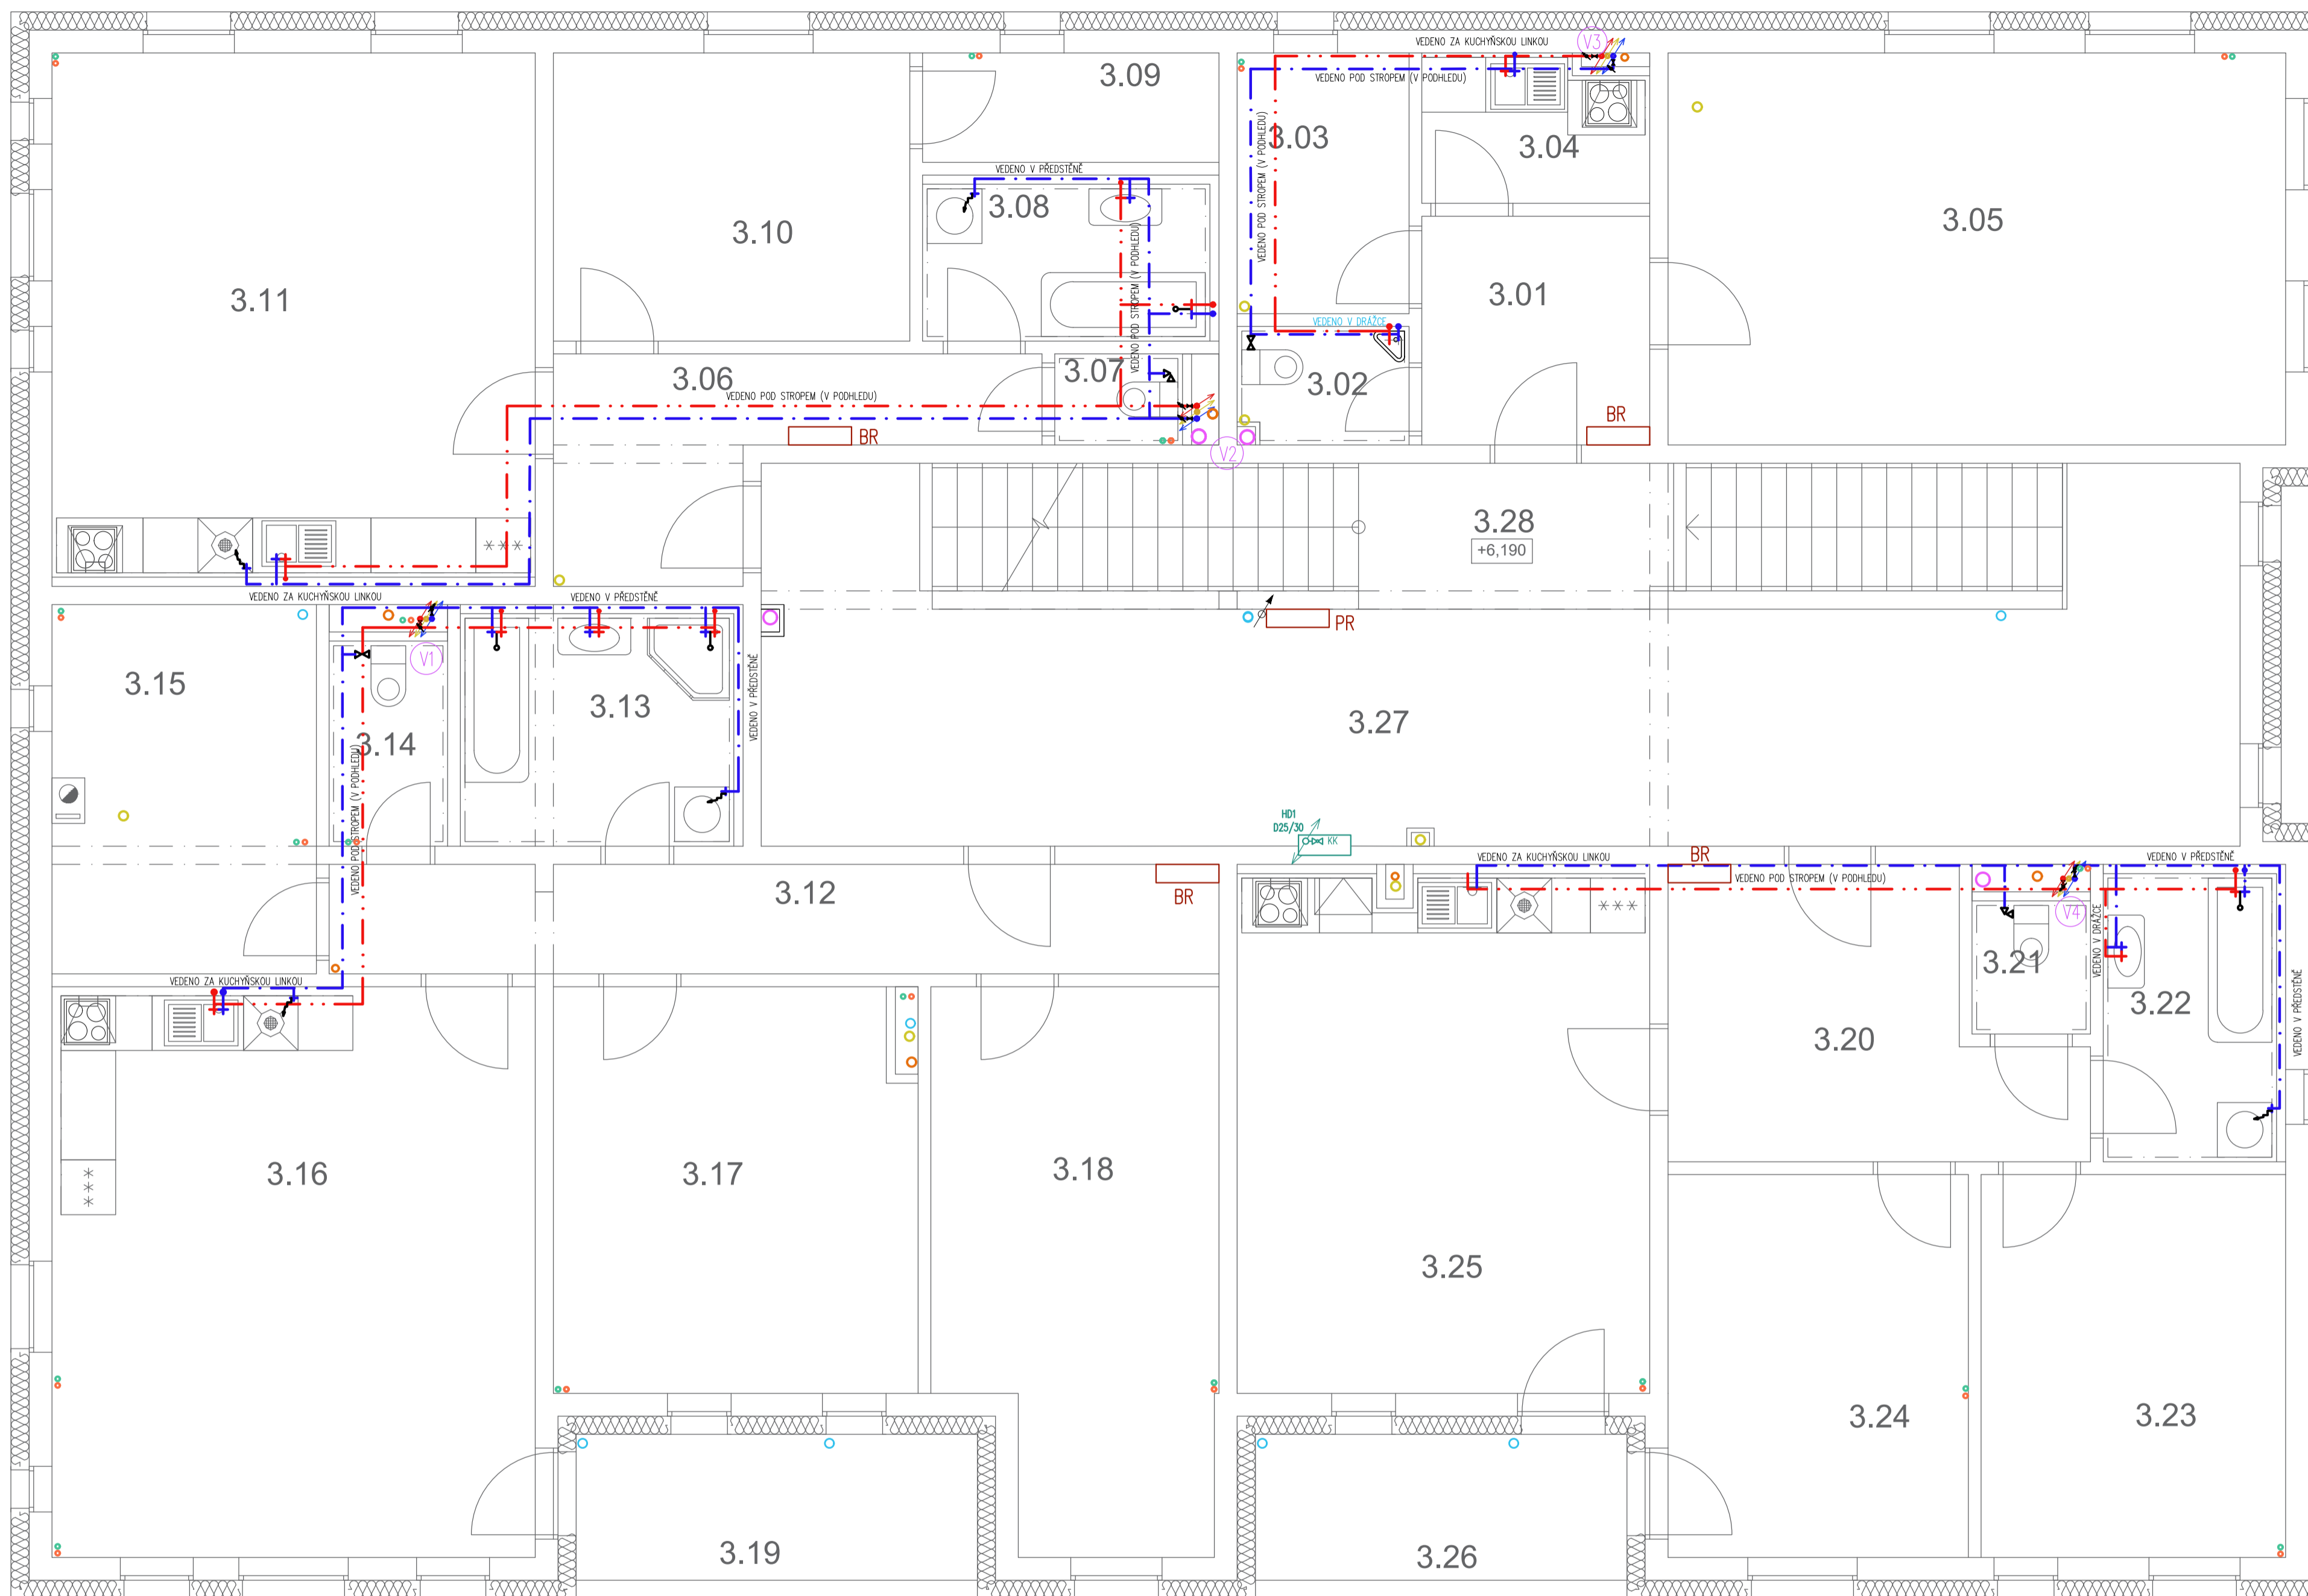 VEDENO ZA KUCHYŇSKOU LINKOU
V3
VEDENO POD STROPEM (V PODHLEDU)
3.09
3.03
3.04
VEDENO POD STROPEM (V PODHLEDU)
VEDENO V PŘEDSTĚNĚ
3.08
3.10
3.05
VEDENO POD STROPEM (V PODHLEDU)
3.11
3.01
VEDENO V DRÁŽCE
3.07
3.06
3.02
VEDENO POD STROPEM (V PODHLEDU)
BR
BR
V2
3.28
+6,190
***
VEDENO ZA KUCHYŇSKOU LINKOU
VEDENO V PŘEDSTĚNĚ
PR
V1
3.15
3.13
VEDENO V PŘEDSTĚNĚ
3.27
3.14
VEDENO POD STROPEM (V PODHLEDU)
HD1
D25/30
KK
VEDENO ZA KUCHYŇSKOU LINKOU
BR
VEDENO V PŘEDSTĚNĚ
VEDENO POD STROPEM (V PODHLEDU)
3.12
BR
***
V4
VEDENO V DRÁŽCE
3.21
VEDENO ZA KUCHYŇSKOU LINKOU
3.22
VEDENO V PŘEDSTĚNĚ
3.20
***
3.16
3.17
3.18
3.25
3.24
3.23
3.19
3.26